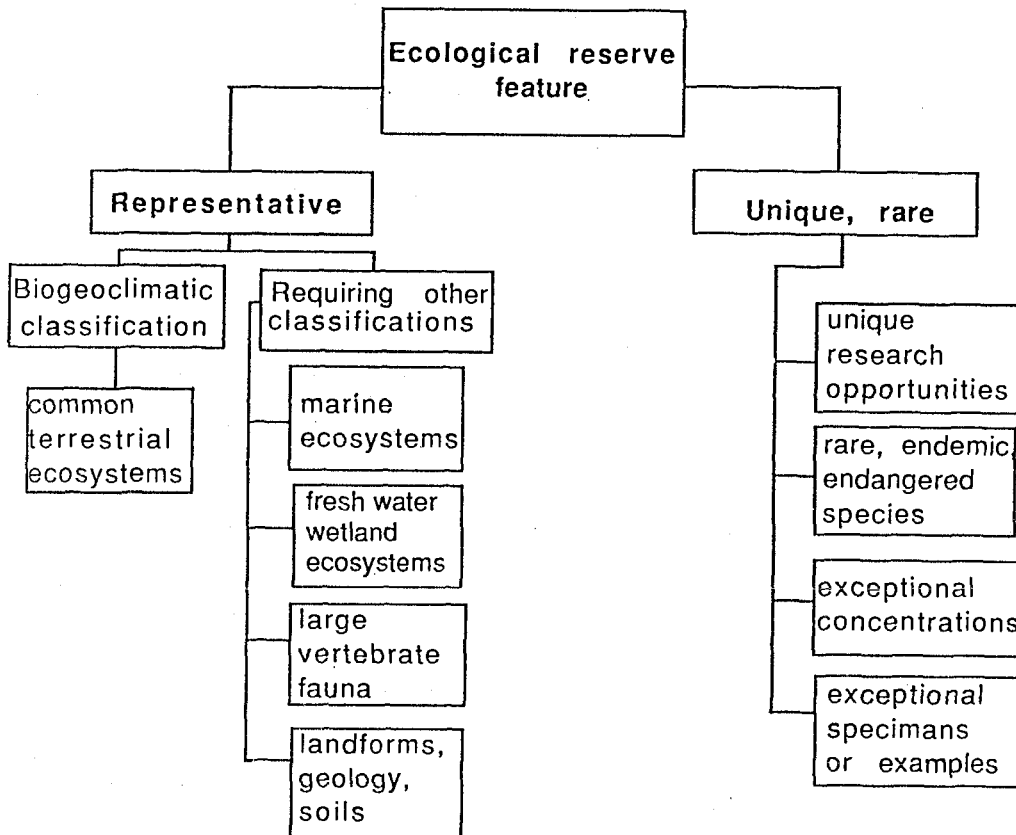 Ecological reserve
feature
Representative
Unique, rare
Biogeoclimatic
classification
common
terrestrial
ecosystems
Requiring other
classifications
marine
ecosystems
fresh water
wetland
ecosystems
large
vertebrate
fauna
landforms,
geology,
soils
unique
research
opportunities
rare, endemic,
endangered
species
exceptional
concentrations
exceptional
specimans
or examples